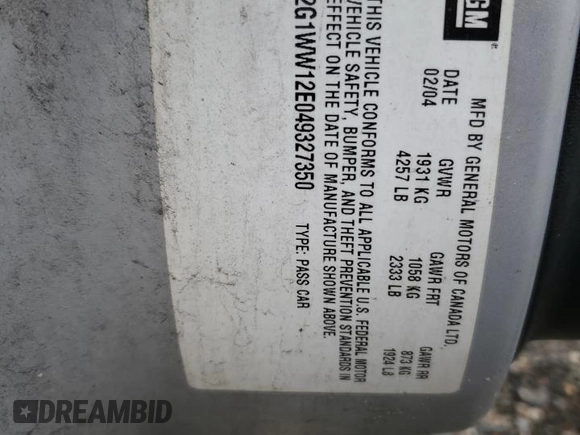 GM
MFD BY GENERAL MOTORS OF CANADA LTD.
DATE GVWR GAWR FRT GAWR RR
02/04 1931 KG 1058 KG 873 KG
4257 LB 2333 LB 1924 LB
THIS VEHICLE CONFORMS TO ALL APPLICABLE U.S. FEDERAL MOTOR
VEHICLE SAFETY, BUMPER, AND THEFT PREVENTION STANDARDS IN
EFFECT ON THE DATE OF MANUFACTURE SHOWN ABOVE.
2G1WW12E049327350 TYPE: PASS CAR
DREAMBID